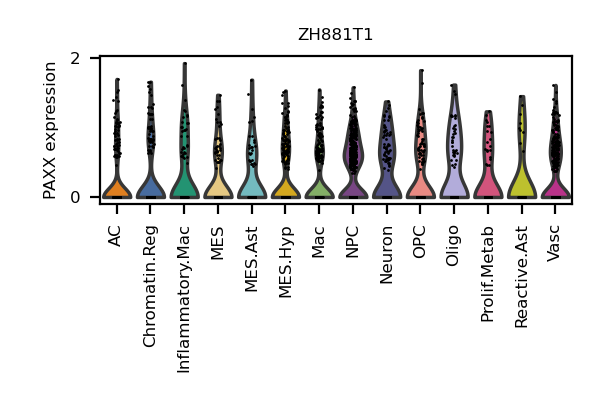 ZH881T1
PAXX expression
2
0
AC
Chromatin.Reg
Inflammatory.Mac
MES
MES.Ast
MES.Hyp
Mac
NPC
Neuron
OPC
Oligo
Prolif.Metab
Reactive.Ast
Vasc